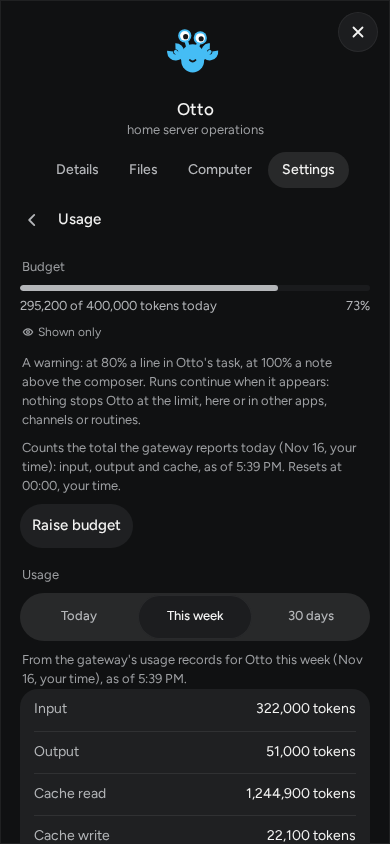 Otto
home server operations
Details Files Computer Settings
Usage
Budget
295,200 of 400,000 tokens today 73%
Shown only
A warning: at 80% a line in Otto's task, at 100% a note
above the composer. Runs continue when it appears:
nothing stops Otto at the limit, here or in other apps,
channels or routines.
Counts the total the gateway reports today (Nov 16, your
time): input, output and cache, as of 5:39 PM. Resets at
00:00, your time.
Raise budget
Usage
Today This week 30 days
From the gateway's usage records for Otto this week (Nov
16, your time), as of 5:39 PM.
Input 322,000 tokens
Output 51,000 tokens
Cache read 1,244,900 tokens
Cache write 22,100 tokens